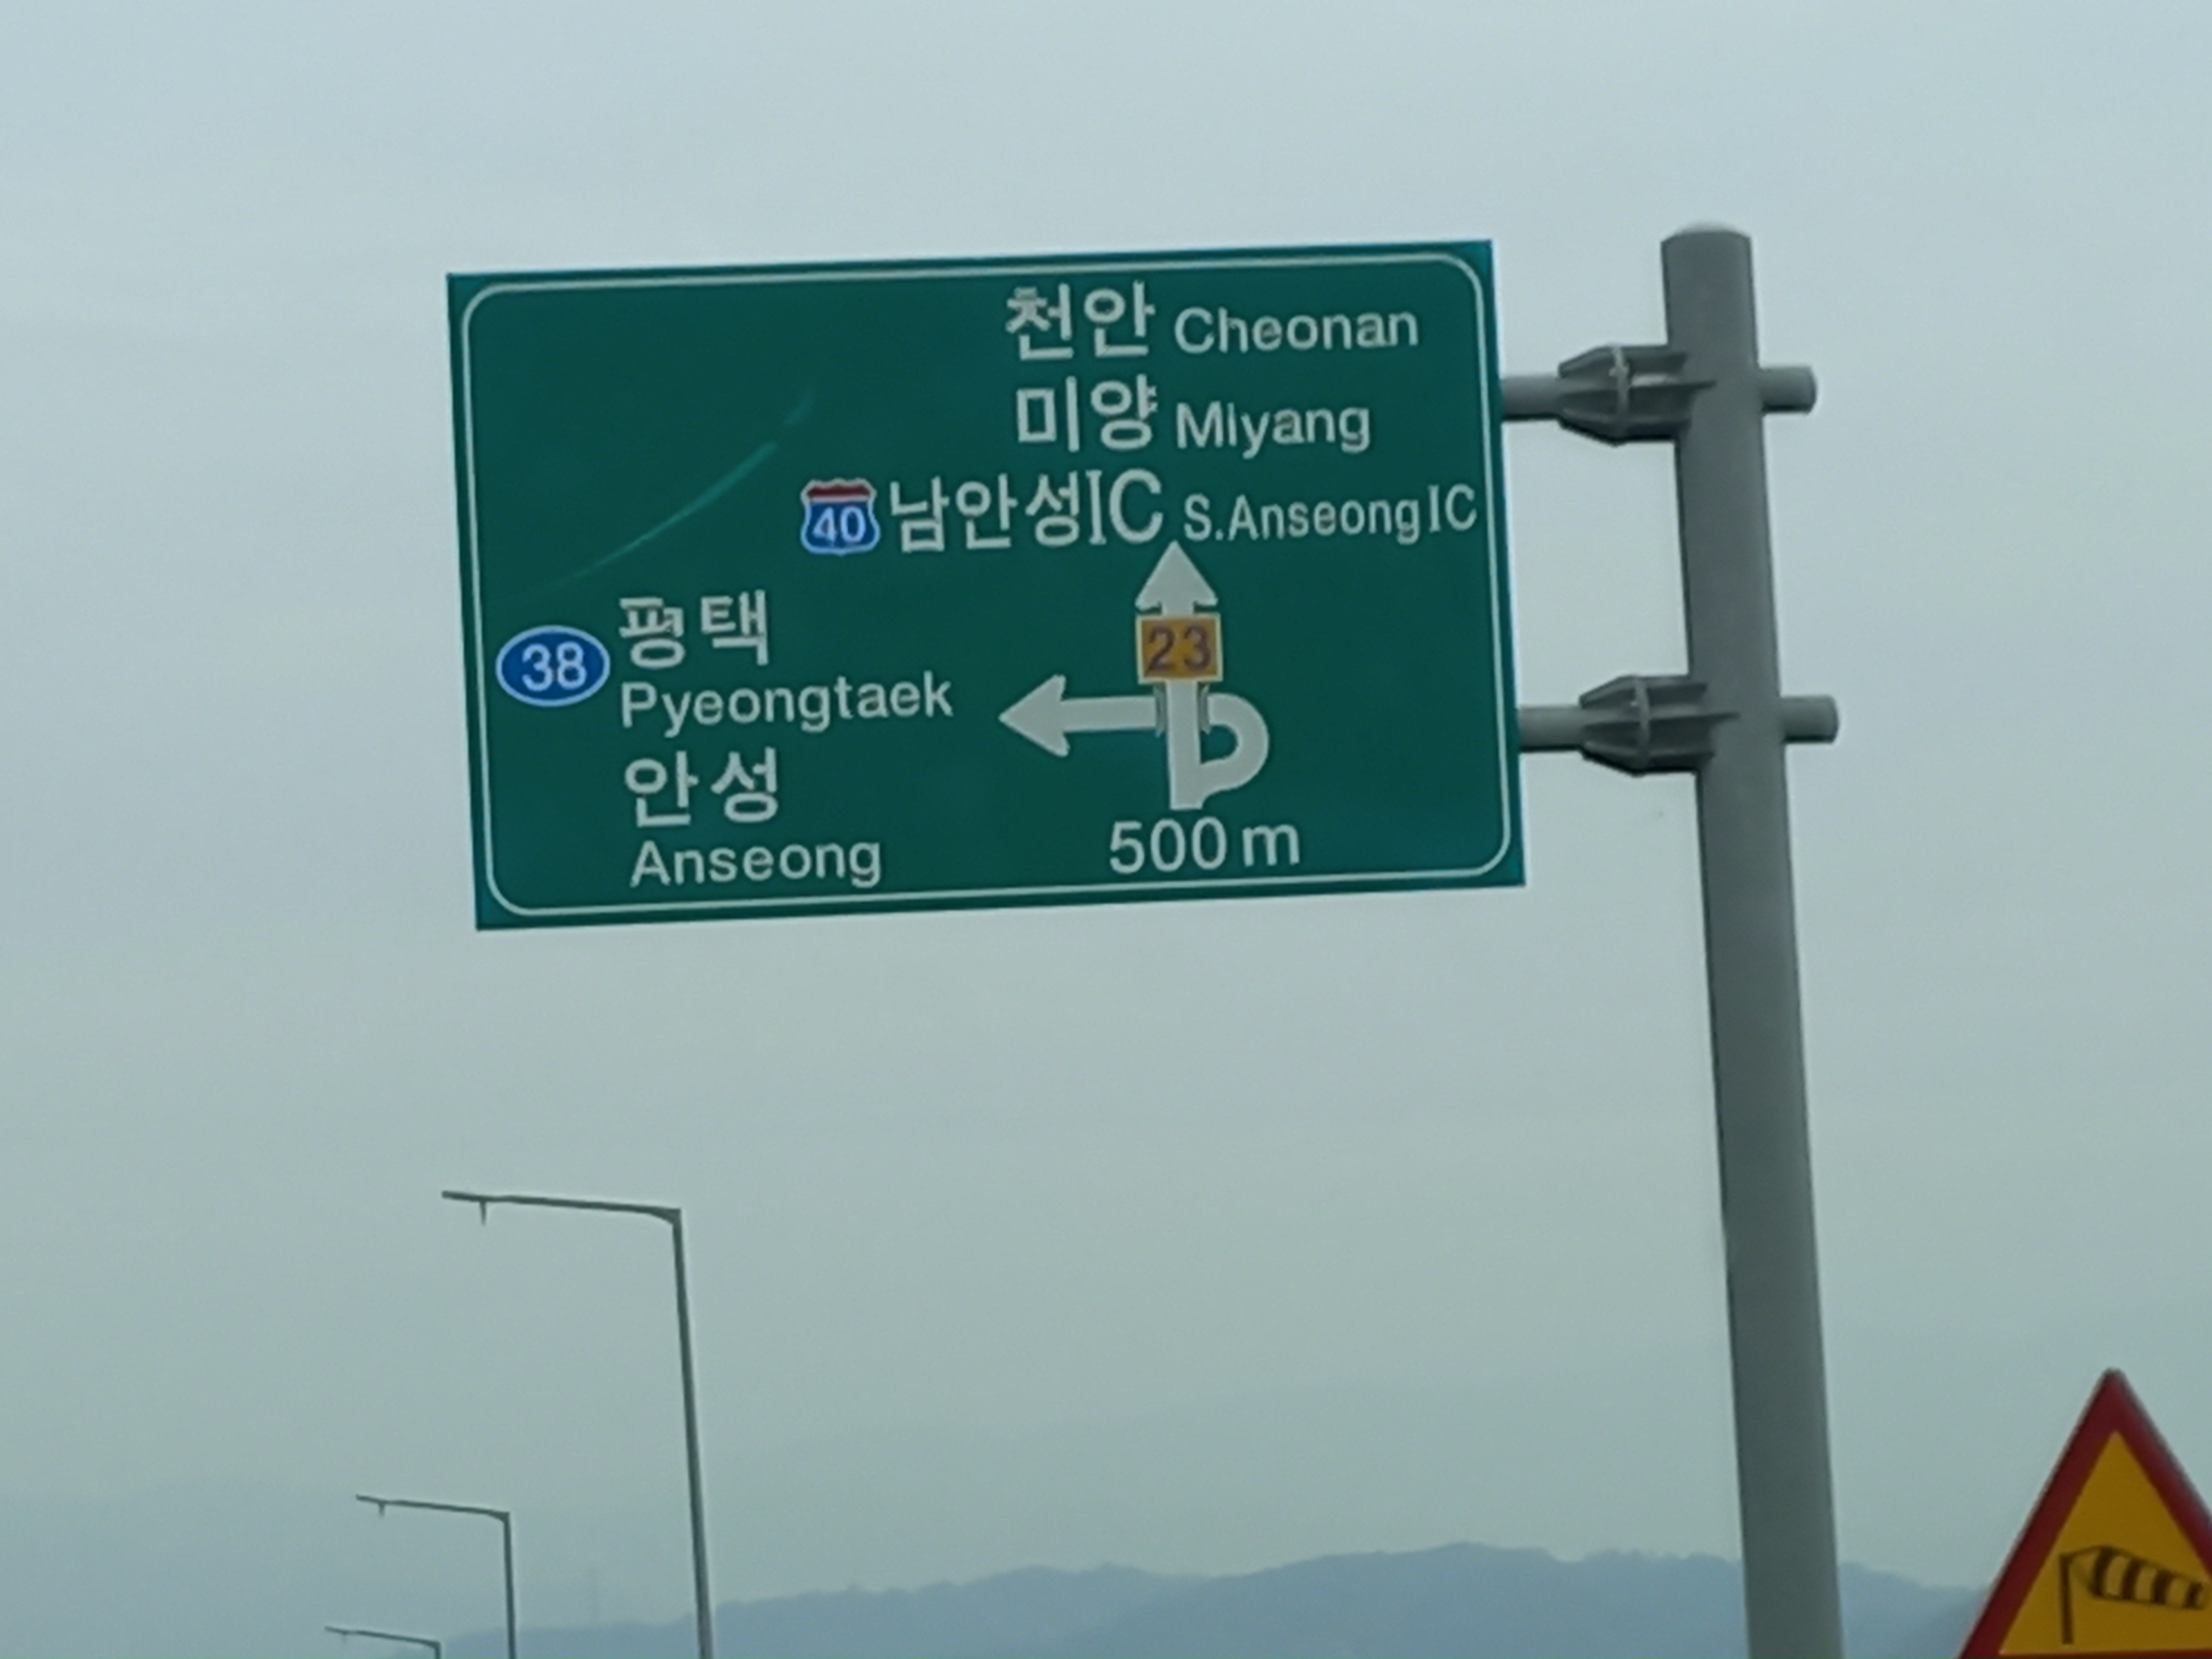 천안 Cheonan
미양 Miyang
40 남안성IC S.Anseong IC
23
38 평택
Pyeongtaek
안성
Anseong
500m